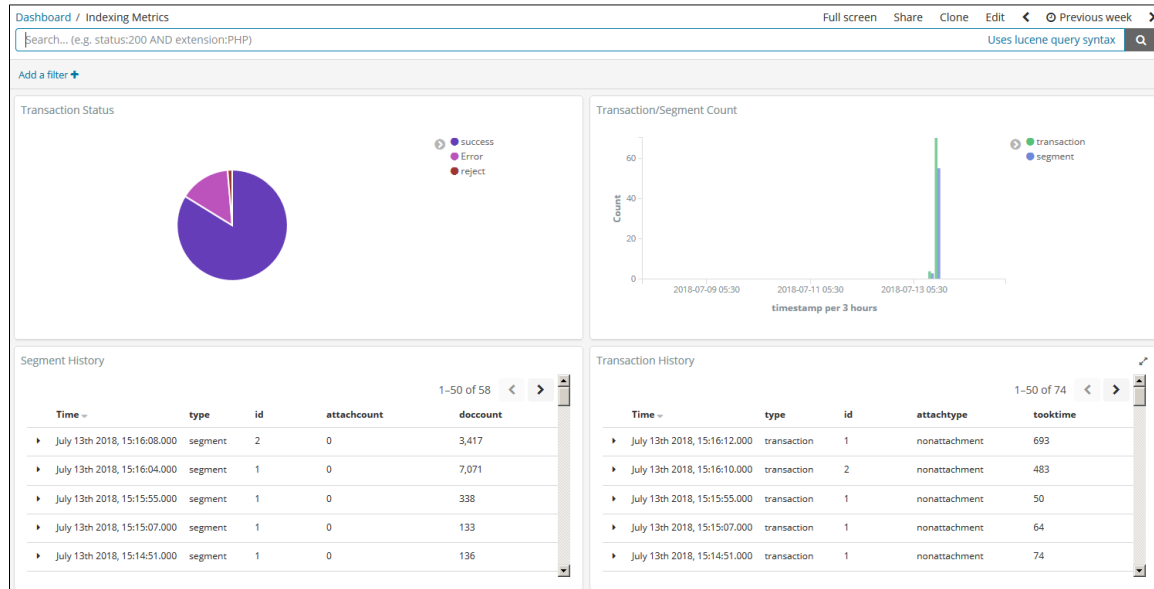 Dashboard / Indexing Metrics
Full screen Share Clone Edit Previous week
Search... (e.g. status:200 AND extension:PHP)
Uses lucene query syntax
Add a filter +
Transaction Status
success
Error
reject
Transaction/Segment Count
transaction
segment
Count
60
40
20
0
2018-07-09 05:30 2018-07-11 05:30 2018-07-13 05:30
timestamp per 3 hours
Segment History
1–50 of 58
Time type id attachcount doccount
July 13th 2018, 15:16:08.000 segment 2 0 3,417
July 13th 2018, 15:16:04.000 segment 1 0 7,071
July 13th 2018, 15:15:55.000 segment 1 0 338
July 13th 2018, 15:15:07.000 segment 1 0 133
July 13th 2018, 15:14:51.000 segment 1 0 136
Transaction History
1–50 of 74
Time type id attachtype tooktime
July 13th 2018, 15:16:12.000 transaction 1 nonattachment 693
July 13th 2018, 15:16:10.000 transaction 2 nonattachment 483
July 13th 2018, 15:15:55.000 transaction 1 nonattachment 50
July 13th 2018, 15:15:07.000 transaction 1 nonattachment 64
July 13th 2018, 15:14:51.000 transaction 1 nonattachment 74